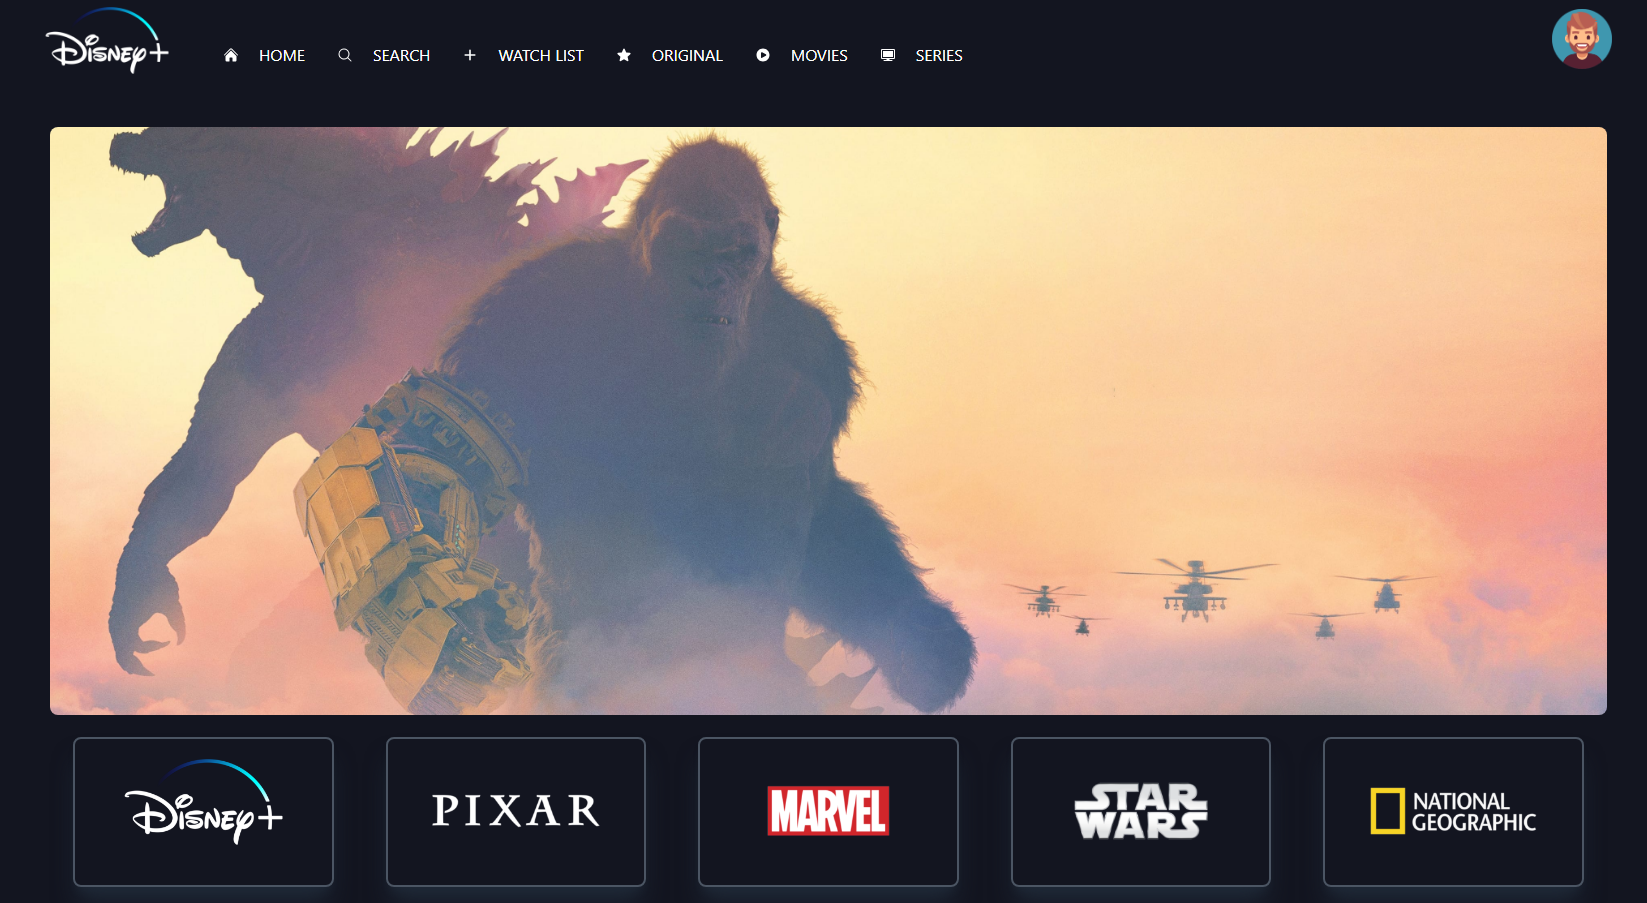 Disney+
HOME
SEARCH
WATCH LIST
ORIGINAL
MOVIES
SERIES
Disney+
PIXAR
MARVEL
STAR
WARS
NATIONAL
GEOGRAPHIC